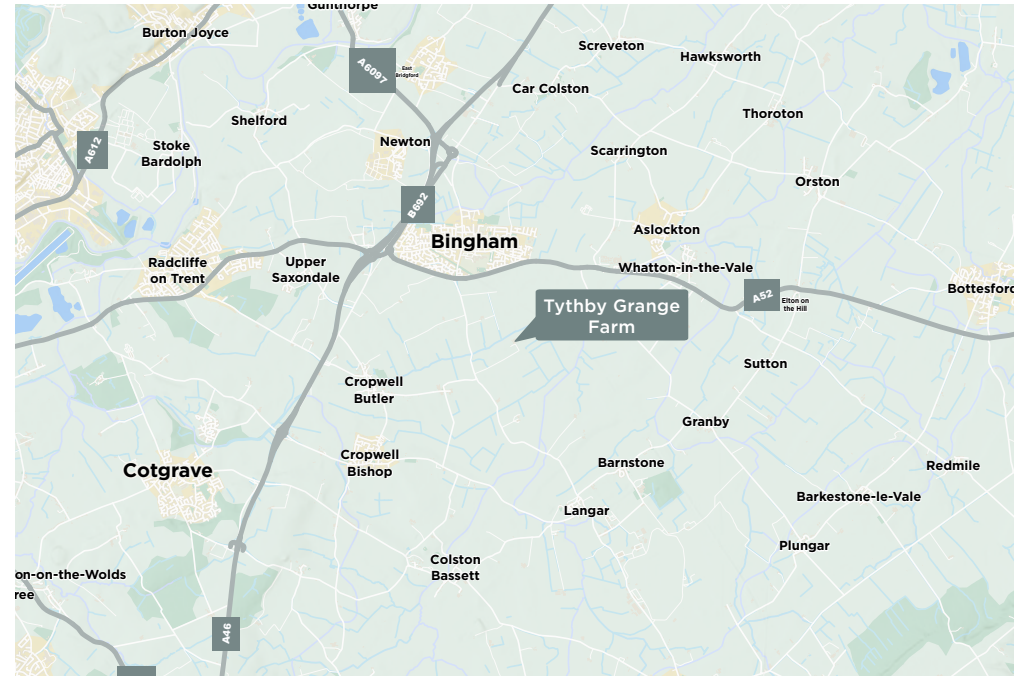 Gunthorpe
Burton Joyce
Screveton
Hawksworth
A6097
East
Bridgford
Car Colston
Thoroton
Shelford
A612
Stoke
Bardolph
Newton
Scarrington
Orston
B692
Aslockton
Bingham
Radcliffe
on Trent
Upper
Saxondale
Whatton-in-the-Vale
A52
Elton on
the Hill
Bottesford
Tythby Grange
Farm
Sutton
Cropwell
Butler
Granby
Cropwell
Bishop
Cotgrave
Barnstone
Redmile
Barkestone-le-Vale
Langar
Plungar
Colston
Bassett
on-on-the-Wolds
ree
A46